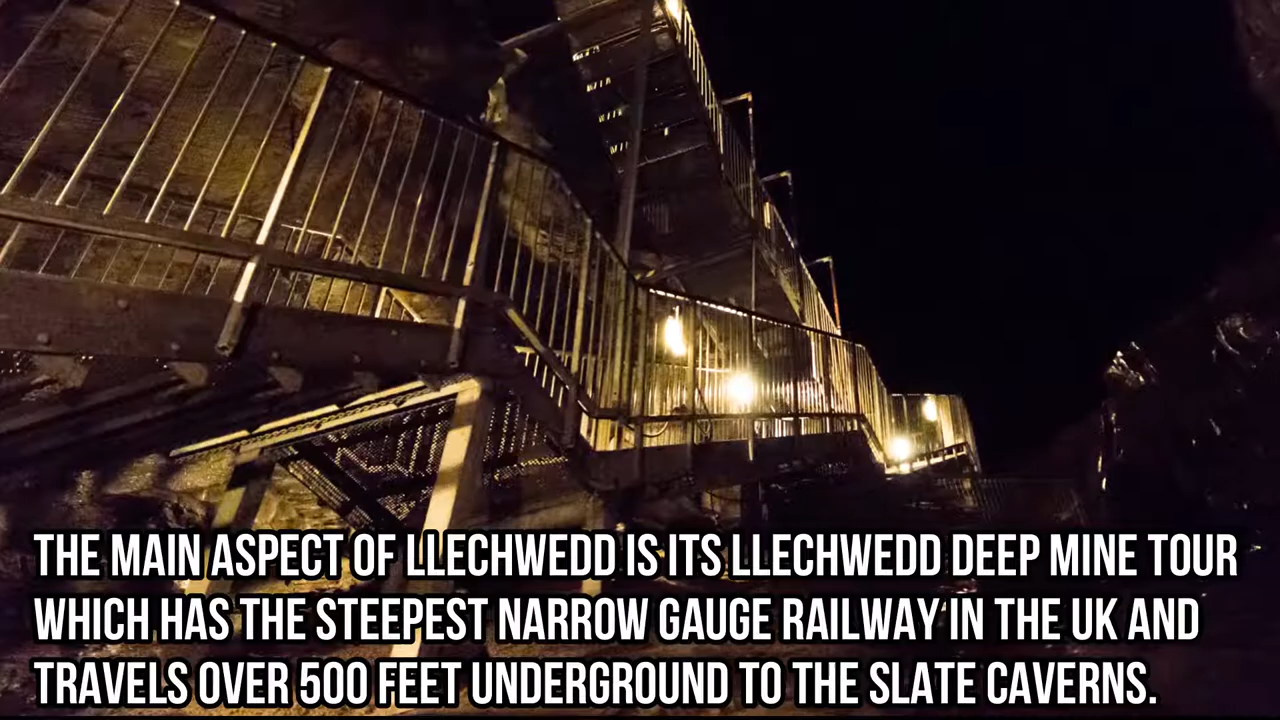 THE MAIN ASPECT OF LLECHWEDD IS ITS LLECHWEDD DEEP MINE TOUR
WHICH HAS THE STEEPEST NARROW GAUGE RAILWAY IN THE UK AND
TRAVELS OVER 500 FEET UNDERGROUND TO THE SLATE CAVERNS.